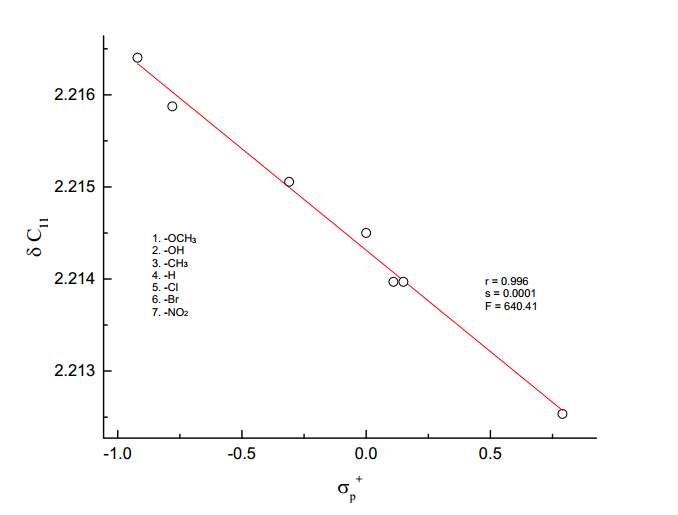 2.216
2.215
2.214
2.213
δ C₁₁
1. -OCH₃
2. -OH
3. -CH₃
4. -H
5. -Cl
6. -Br
7. -NO₂
r = 0.996
s = 0.0001
F = 640.41
-1.0 -0.5 0.0 0.5
σₚ⁺